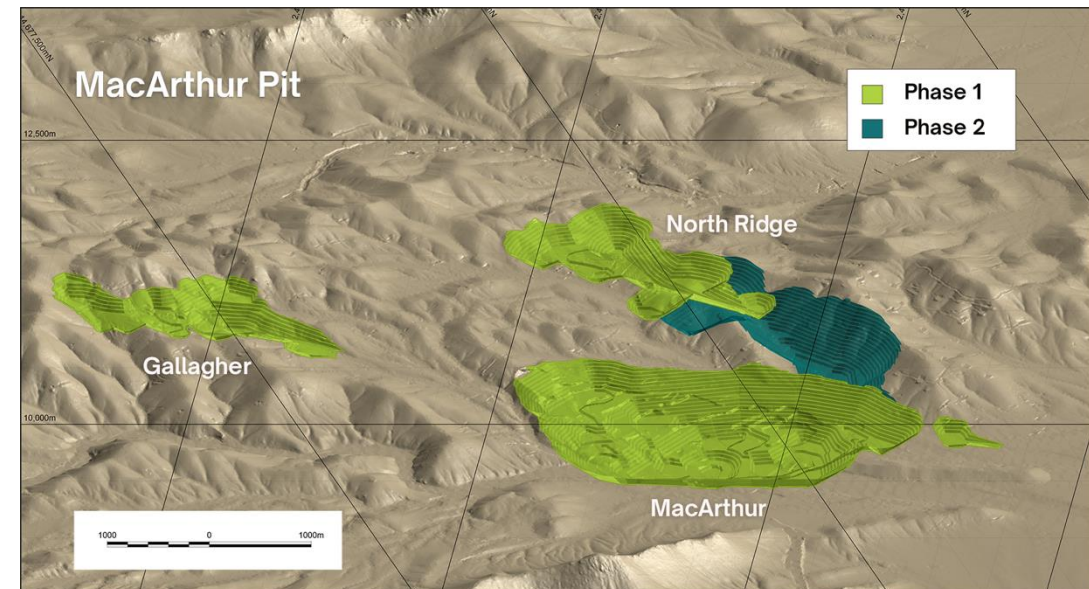 MacArthur Pit
Phase 1
Phase 2
12,500m
North Ridge
Gallagher
10,000m
MacArthur
1000 0 1000m